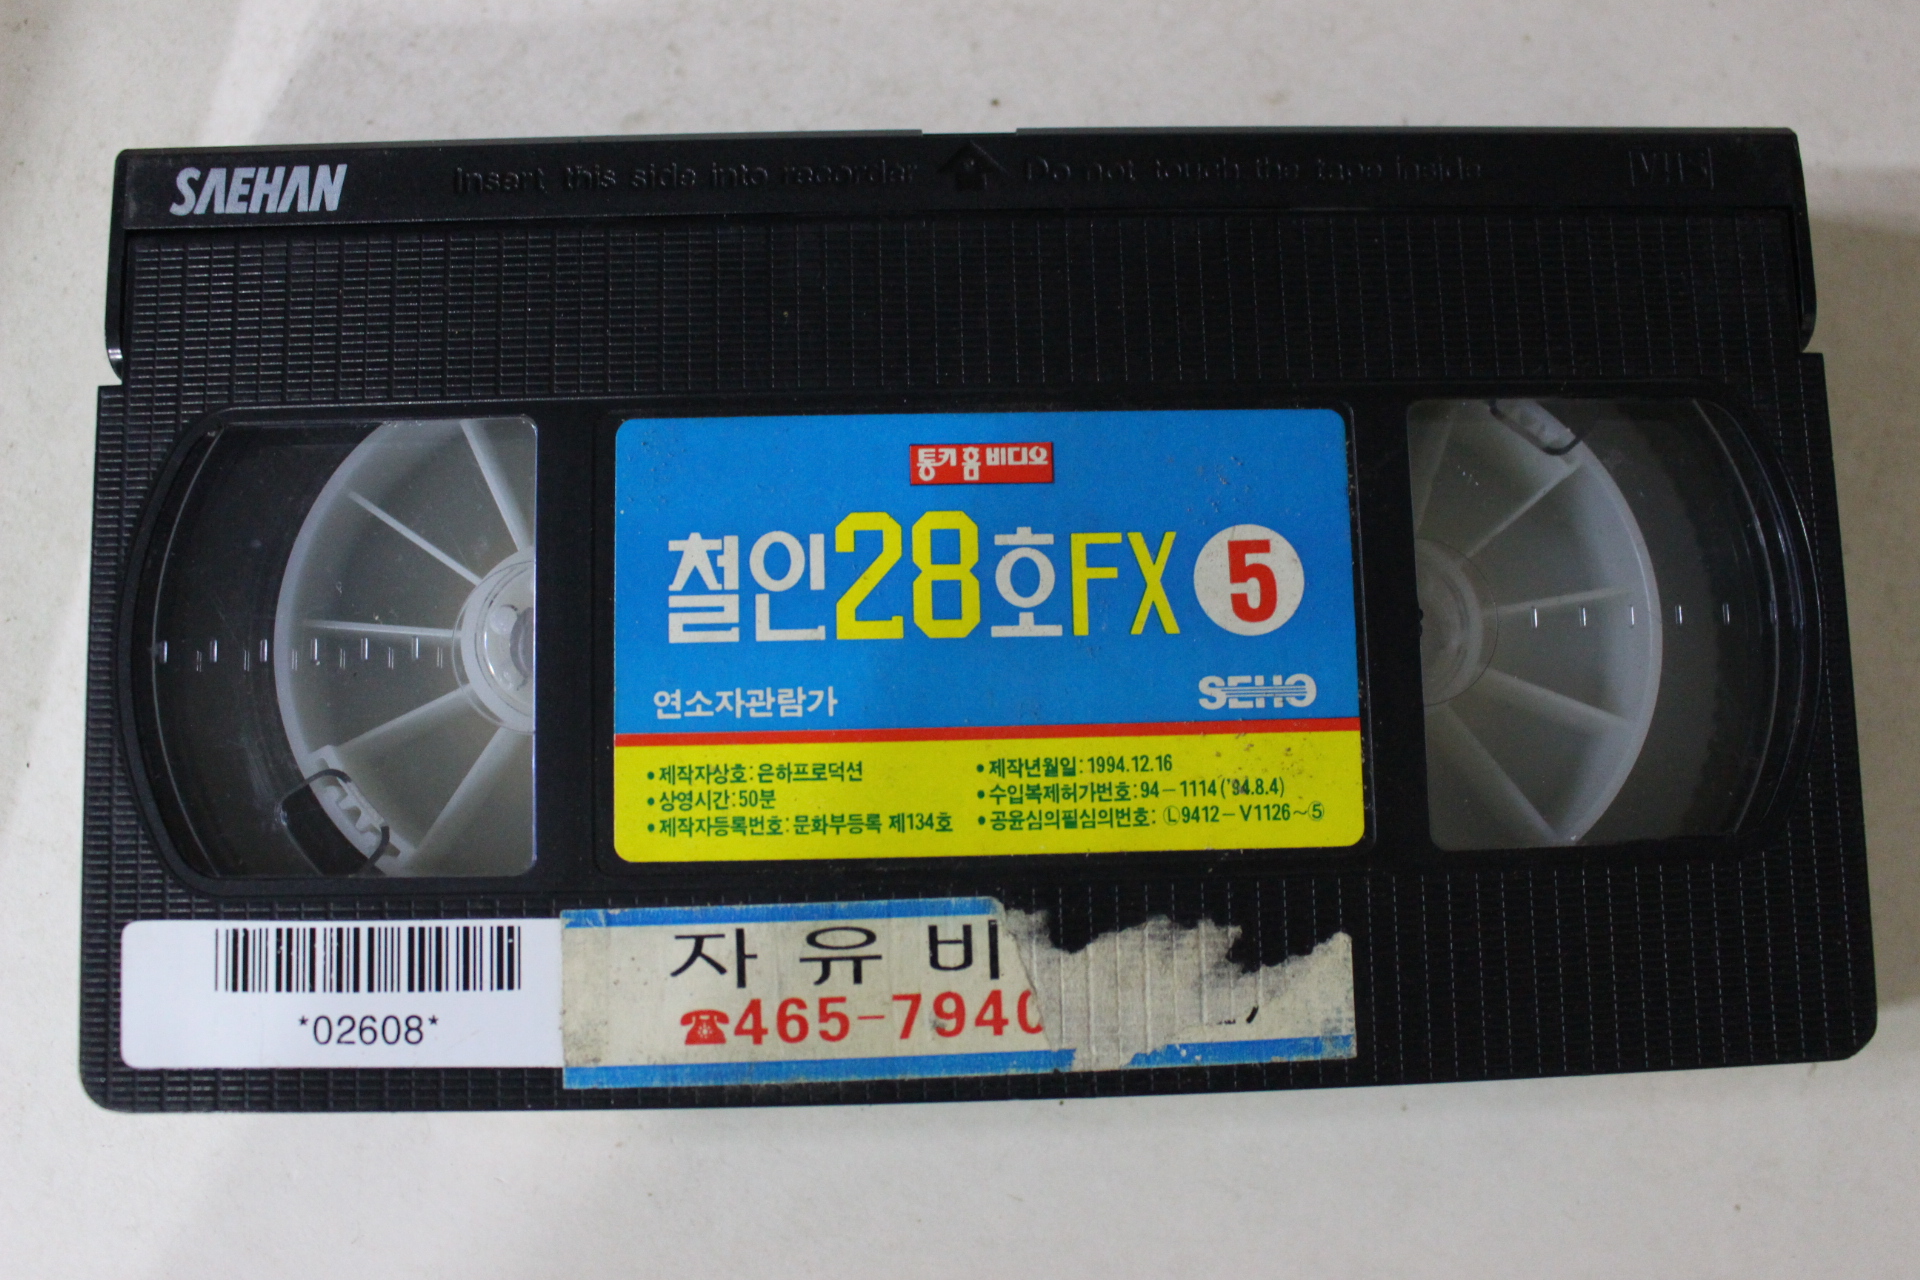 SAEHAN
Insert this side into recorder Do not touch the tape inside
VHS
통키홈비디오
철인28호FX 5
연소자관람가
SEHO
•제작자상호:은하프로덕션
•상영시간:50분
•제작자등록번호:문화부등록 제134호
•제작년월일:1994.12.16
•수입복제허가번호:94-1114('94.8.4)
•공윤심의필심의번호:Ⓛ9412-V1126~⑤
자유비
☎465-7940
*02608*